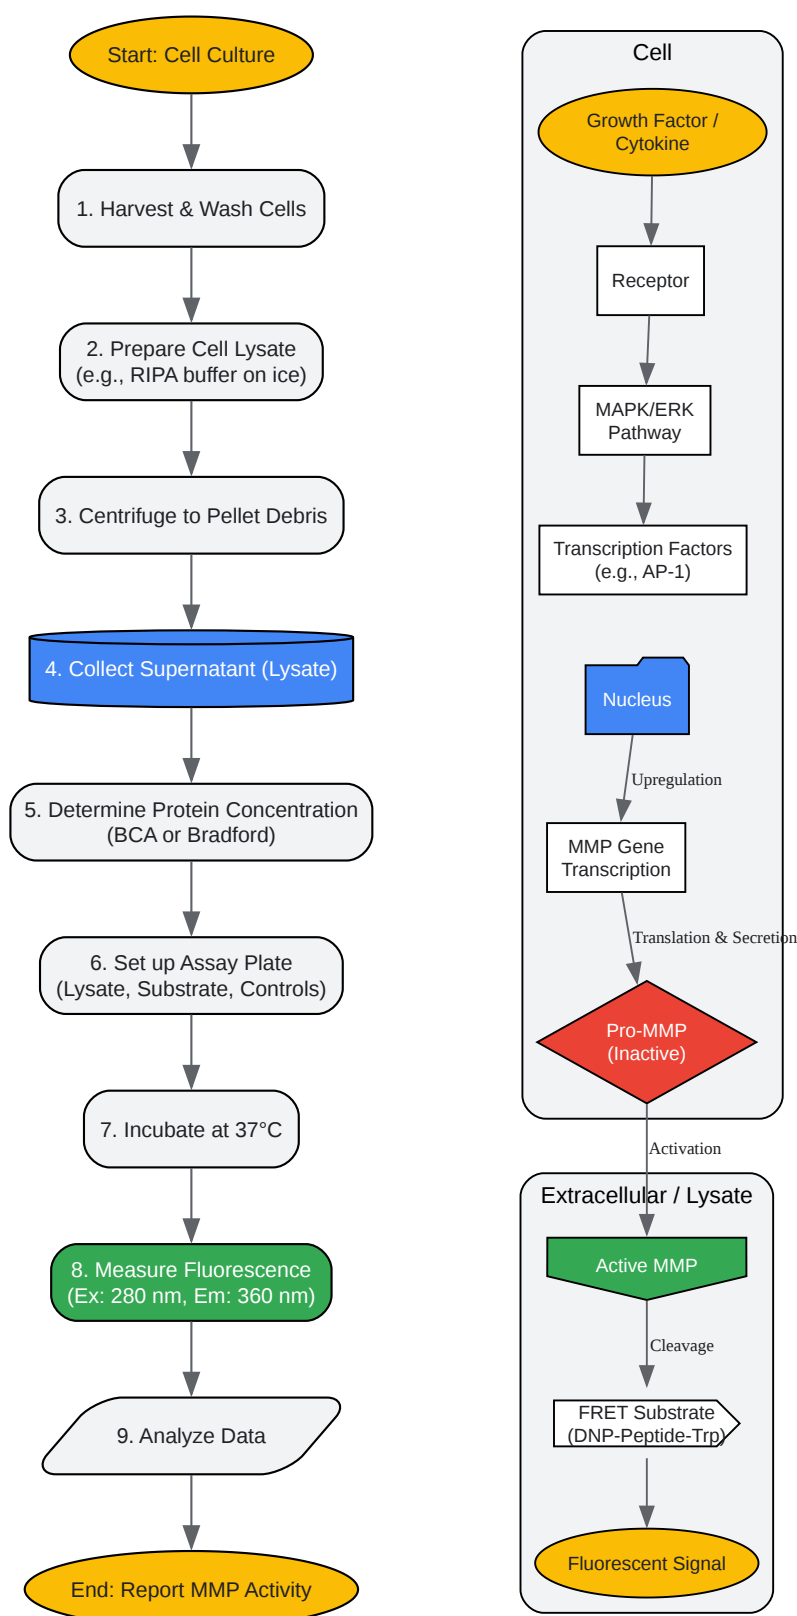 Start: Cell Culture
1. Harvest & Wash Cells
2. Prepare Cell Lysate
(e.g., RIPA buffer on ice)
3. Centrifuge to Pellet Debris
4. Collect Supernatant (Lysate)
5. Determine Protein Concentration
(BCA or Bradford)
6. Set up Assay Plate
(Lysate, Substrate, Controls)
7. Incubate at 37°C
8. Measure Fluorescence
(Ex: 280 nm, Em: 360 nm)
9. Analyze Data
End: Report MMP Activity
Cell
Growth Factor /
Cytokine
Receptor
MAPK/ERK
Pathway
Transcription Factors
(e.g., AP-1)
Nucleus
Upregulation
MMP Gene
Transcription
Translation & Secretion
Pro-MMP
(Inactive)
Activation
Extracellular / Lysate
Active MMP
Cleavage
FRET Substrate
(DNP-Peptide-Trp)
Fluorescent Signal